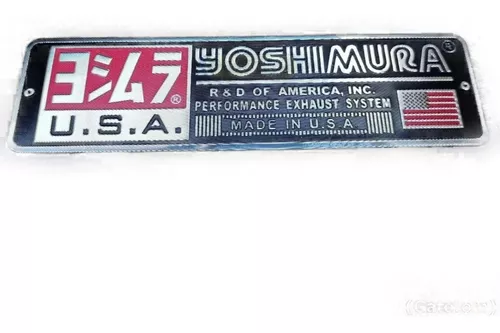 ヨシムラ®
U.S.A.
YOSHIMURA®
R & D OF AMERICA, INC.
PERFORMANCE EXHAUST SYSTEM
MADE IN U.S.A.